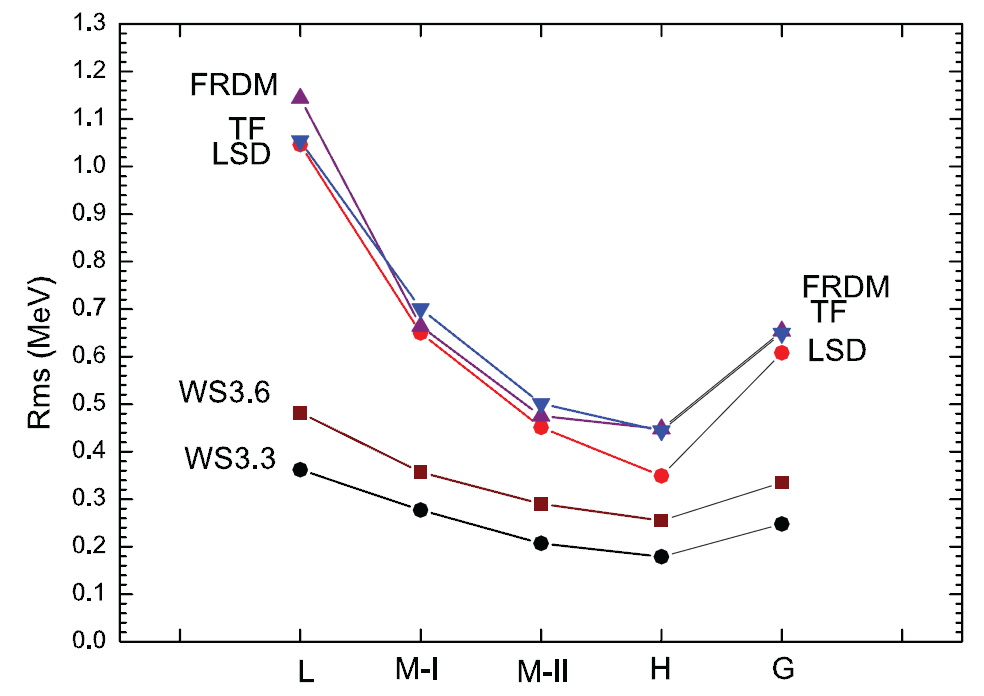 1.3
1.2
1.1
1.0
0.9
0.8
0.7
0.6
0.5
0.4
0.3
0.2
0.1
0.0
Rms (MeV)
FRDM
TF
LSD
WS3.6
WS3.3
FRDM
TF
LSD
L M-I M-II H G